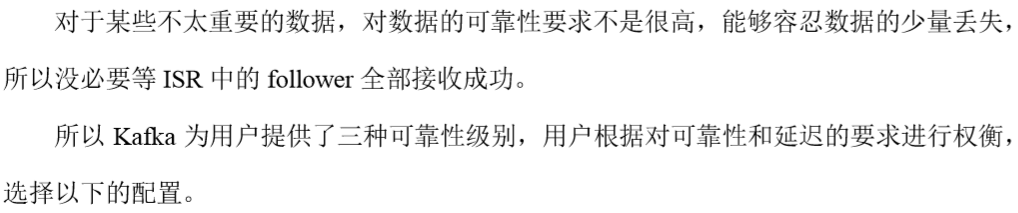 对于某些不太重要的数据，对数据的可靠性要求不是很高，能够容忍数据的少量丢失，
所以没必要等 ISR 中的 follower 全部接收成功。
所以 Kafka 为用户提供了三种可靠性级别，用户根据对可靠性和延迟的要求进行权衡，
选择以下的配置。